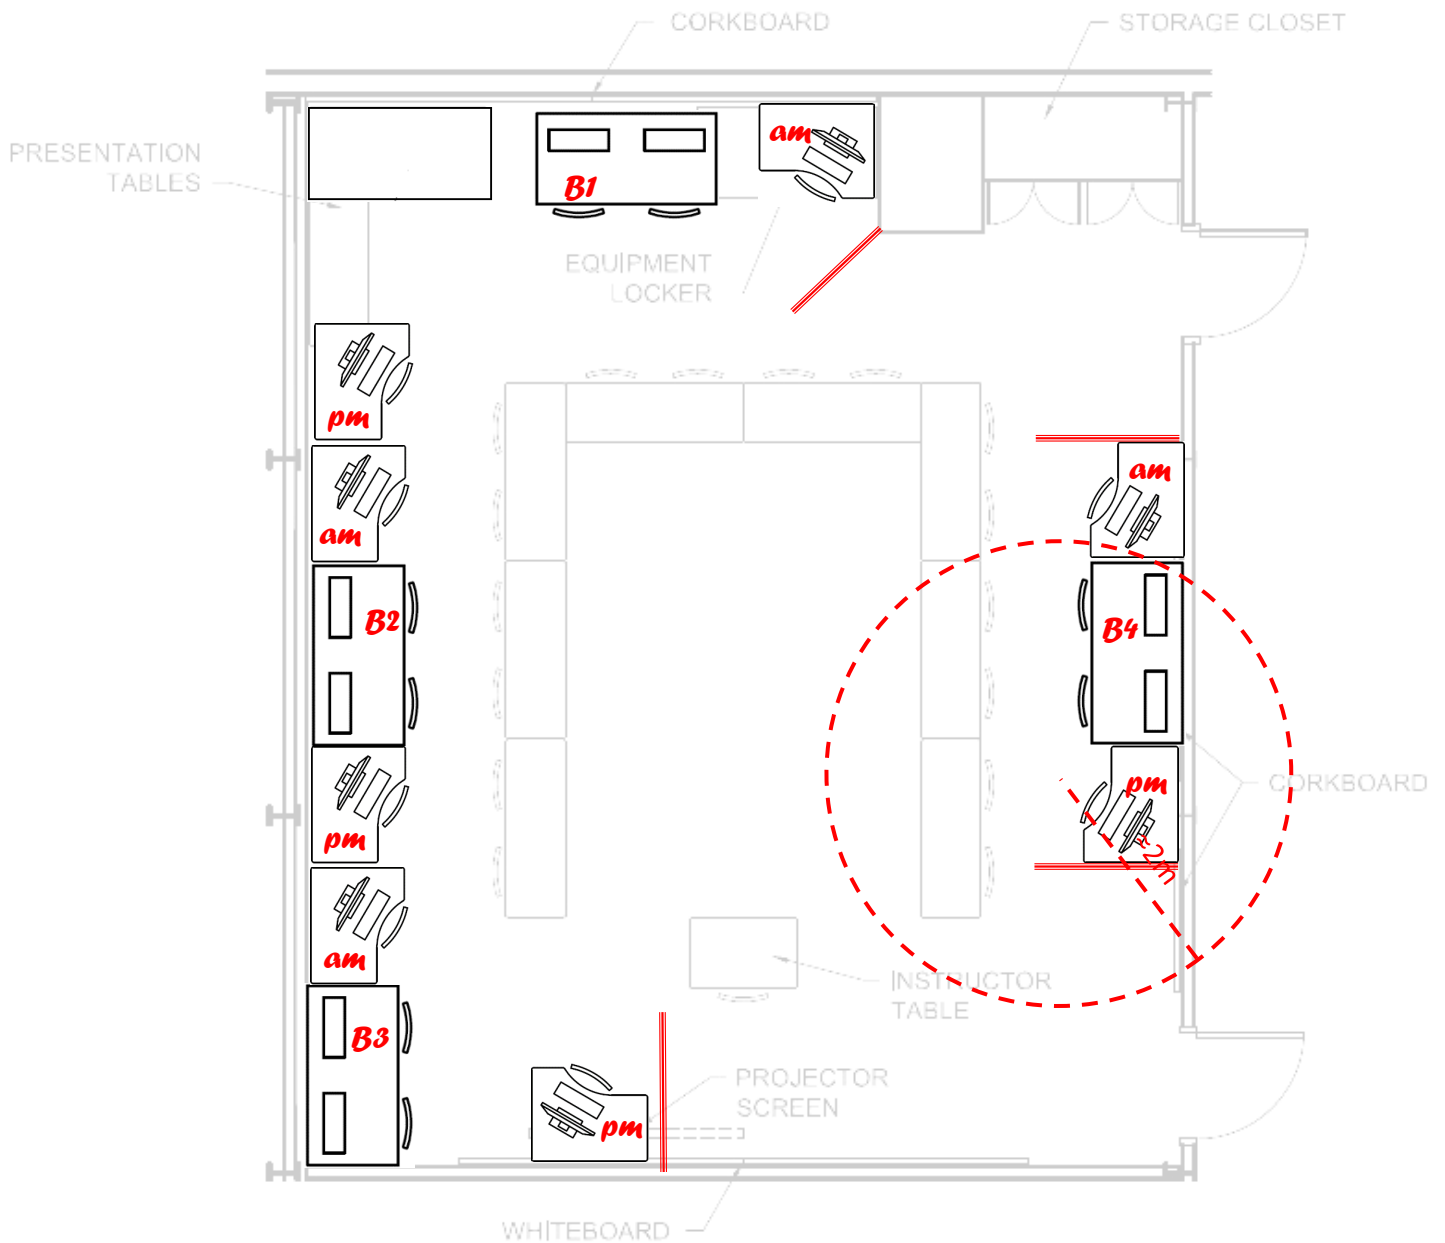 CORKBOARD
STORAGE CLOSET
PRESENTATION
TABLES
am
B1
EQUIPMENT
LOCKER
pm
am
am
B2
B4
pm
pm
CORKBOARD
~2m
am
INSTRUCTOR
TABLE
B3
PROJECTOR
SCREEN
pm
WHITEBOARD